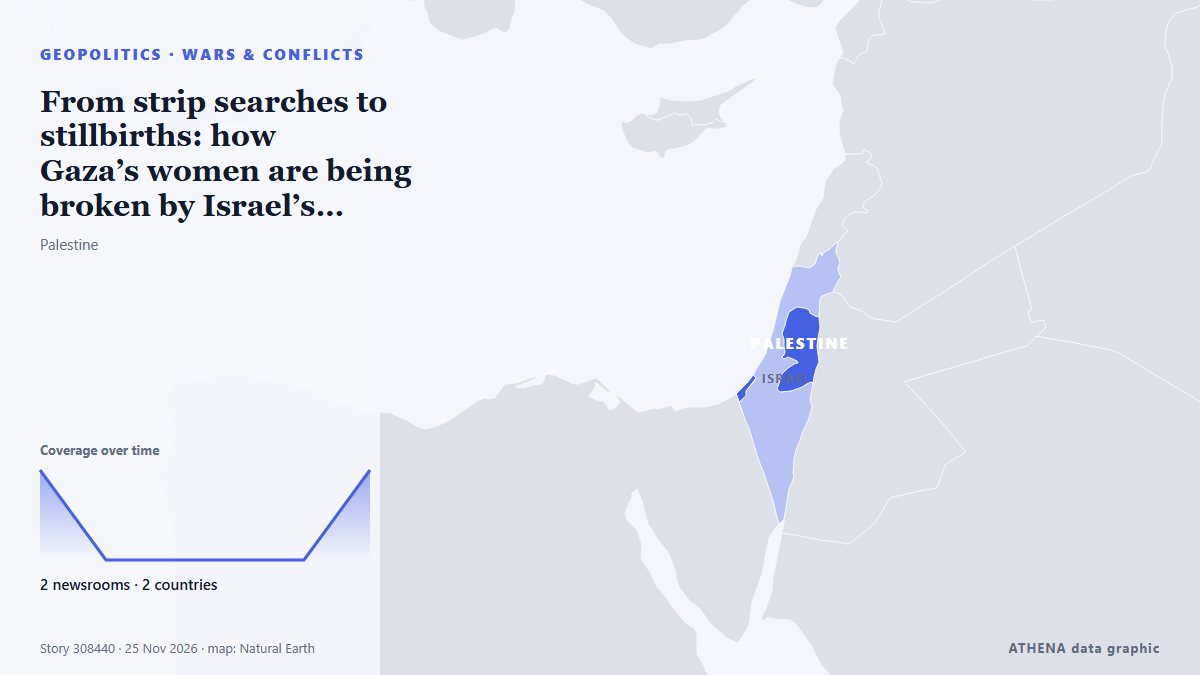 GEOPOLITICS · WARS & CONFLICTS
From strip searches to
stillbirths: how
Gaza’s women are being
broken by Israel’s…
Palestine
PALESTINE
ISRAEL
Coverage over time
2 newsrooms · 2 countries
Story 308440 · 25 Nov 2026 · map: Natural Earth
ATHENA data graphic